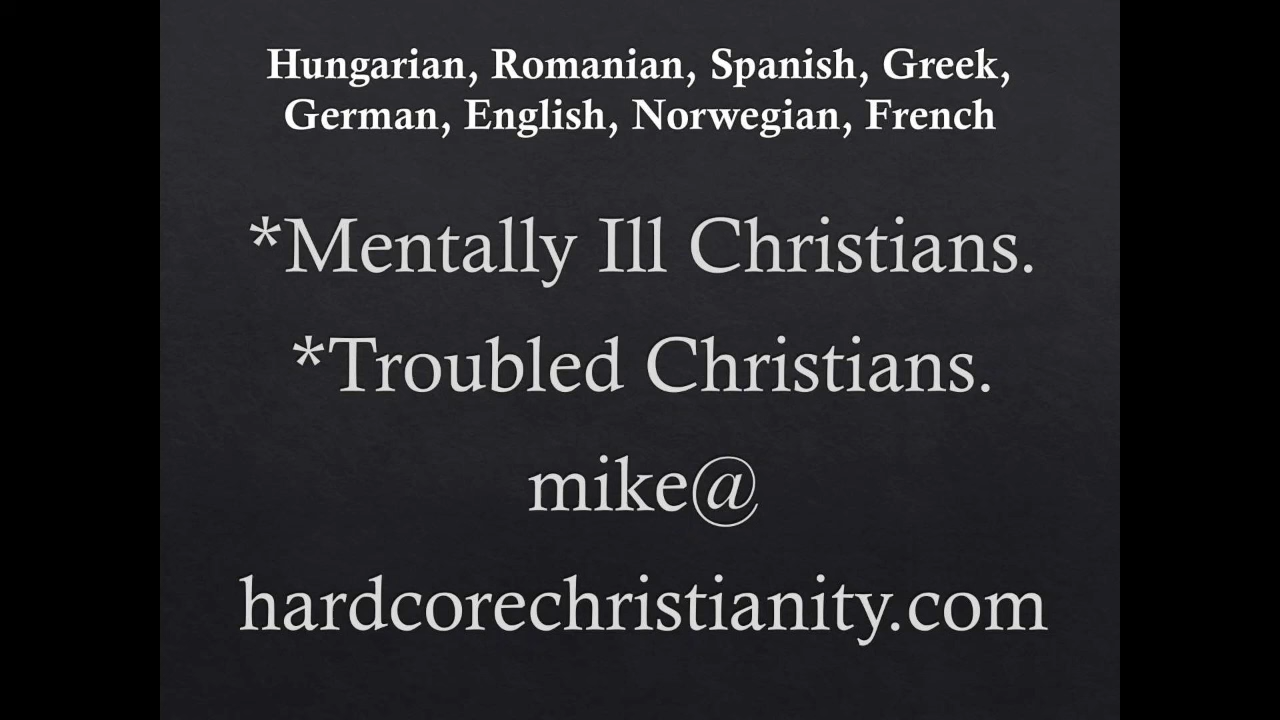 Hungarian, Romanian, Spanish, Greek,
German, English, Norwegian, French
*Mentally Ill Christians.
*Troubled Christians.
mike@
hardcorechristianity.com